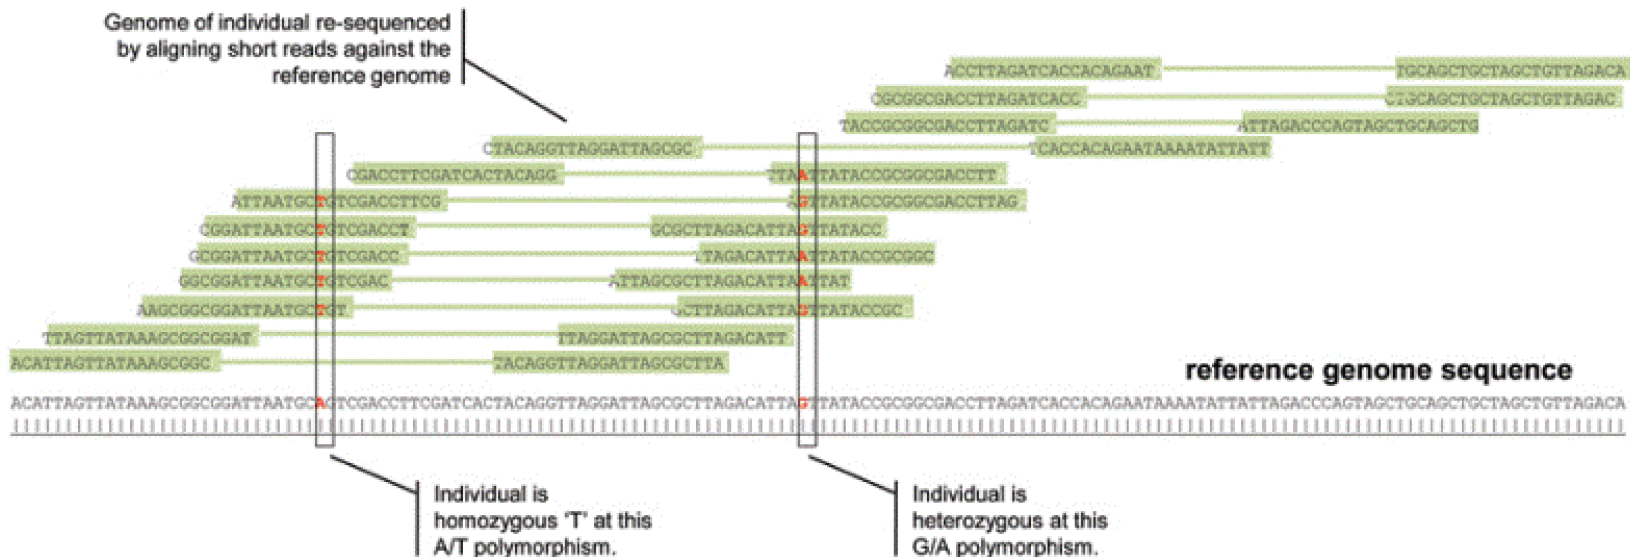 Genome of individual re-sequenced
by aligning short reads against the
reference genome
ACCTTAGATCACCACAGAAT TGCAGCTGCTAGCTGTTAGACA
CGCGGCGACCTTAGATCACC CTGCAGCTGCTAGCTGTTAGAC
TACCGCGGCGACCTTAGATC ATTAGACCCAGTAGCTGCAGCTG
CTACAGGTTAGGATTAGCGC TCACCACAGAATAAAATATTATT
CGACCTTCGATCACTACAGG TTAATTATACCGCGGCGACCTT
ATTAATGCTGTCGACCTTCG AGTTATACCGCGGCGACCTTAG
CGGATTAATGCTGTCGACCT GCGCTTAGACATTAGTTATACC
GCGGATTAATGCTGTCGACC TTAGACATTAATTATACCGCGGC
GGCGGATTAATGCTGTCGAC ATTAGCGCTTAGACATTAATTAT
AAGCGGCGGATTAATGCTGT GCTTAGACATTAGTTATACCGC
TTAGTTATAAAGCGGCGGAT TTAGGATTAGCGCTTAGACATT
ACATTAGTTATAAAGCGGC TACAGGTTAGGATTAGCGCTTA
reference genome sequence
ACATTAGTTATAAAGCGGCGGATTAATGCAGTCGACCTTCGATCACTACAGGTTAGGATTAGCGCTTAGACATTAGTTATACCGCGGCGACCTTAGATCACCACAGAATAAAATATTATTAGACCCAGTAGCTGCAGCTGCTAGCTGTTAGACA
Individual is
homozygous 'T' at this
A/T polymorphism.
Individual is
heterozygous at this
G/A polymorphism.